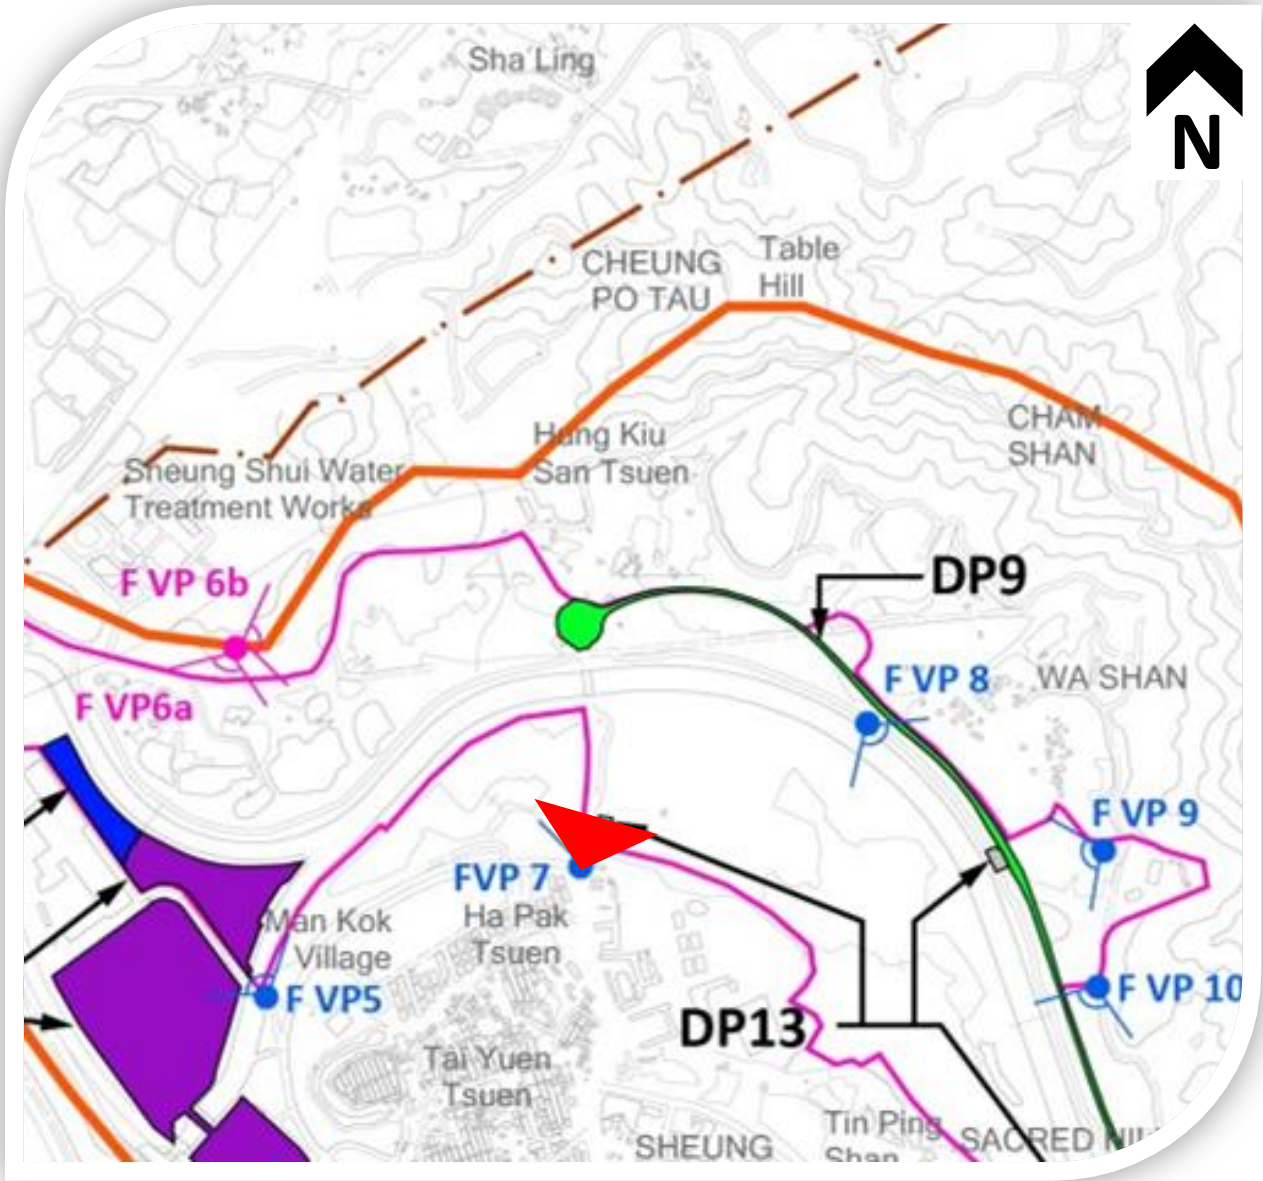 Sha Ling
N
CHEUNG
PO TAU
Table
Hill
CHAM
SHAN
Hung Kiu
San Tsuen
Sheung Shui Water
Treatment Works
F VP 6b
DP9
F VP 8
WA SHAN
F VP6a
F VP 9
FVP 7
Ha Pak
Tsuen
Man Kok
Village
F VP5
F VP 10
DP13
Tai Yuen
Tsuen
Tin Ping
Shan
SHEUNG
SACRED HILL